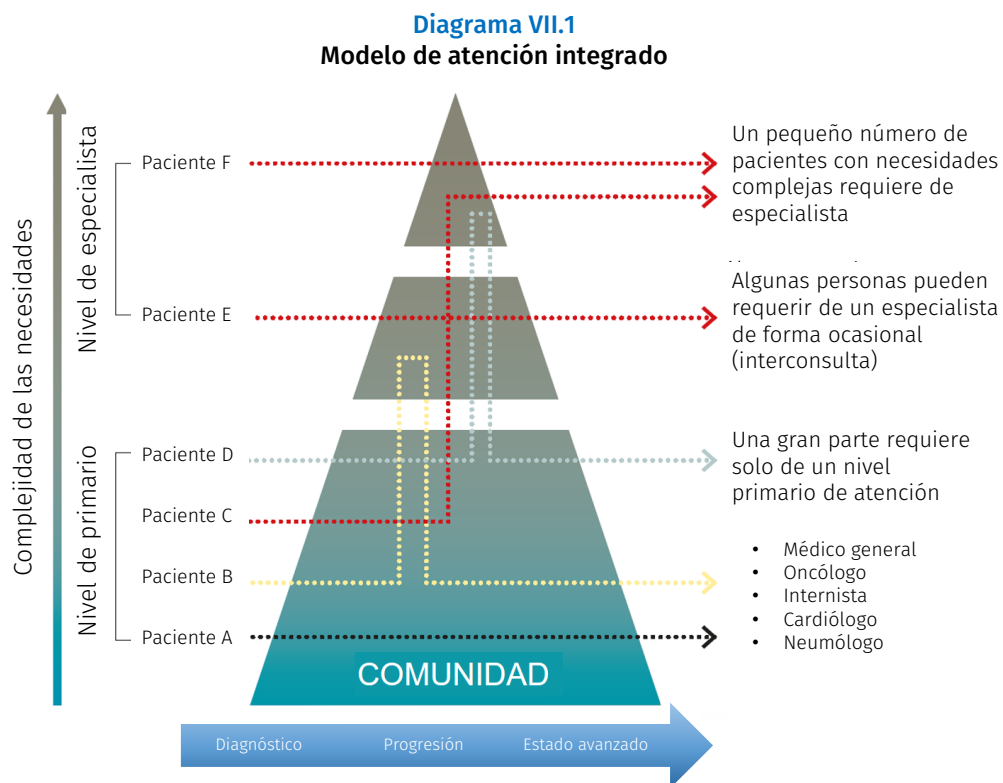 Diagrama VII.1
Modelo de atención integrado
Complejidad de las necesidades
Nivel de especialista
Nivel de primario
Paciente F
Paciente E
Paciente D
Paciente C
Paciente B
Paciente A
COMUNIDAD
Un pequeño número de
pacientes con necesidades
complejas requiere de
especialista
Algunas personas pueden
requerir de un especialista
de forma ocasional
(interconsulta)
Una gran parte requiere
solo de un nivel
primario de atención
• Médico general
• Oncólogo
• Internista
• Cardiólogo
• Neumólogo
Diagnóstico
Progresión
Estado avanzado